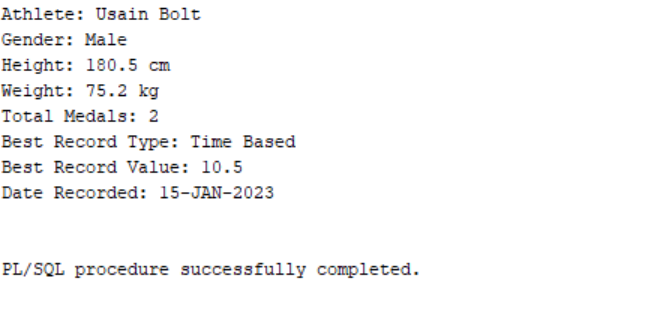 Athlete: Usain Bolt
Gender: Male
Height: 180.5 cm
Weight: 75.2 kg
Total Medals: 2
Best Record Type: Time Based
Best Record Value: 10.5
Date Recorded: 15-JAN-2023
PL/SQL procedure successfully completed.